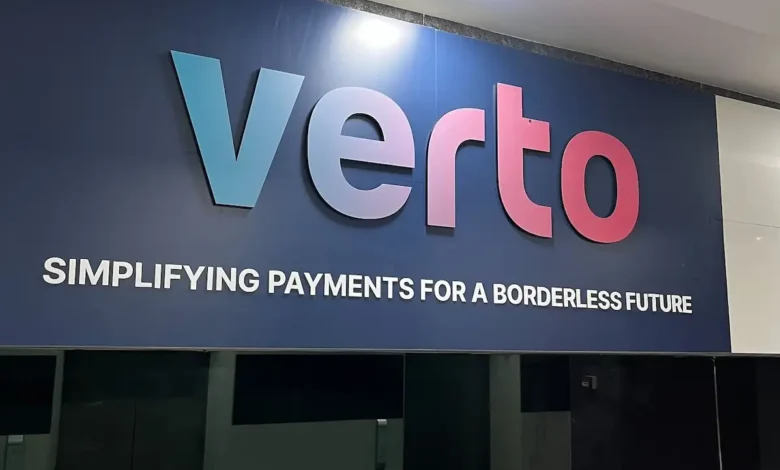 verto
SIMPLIFYING PAYMENTS FOR A BORDERLESS FUTURE